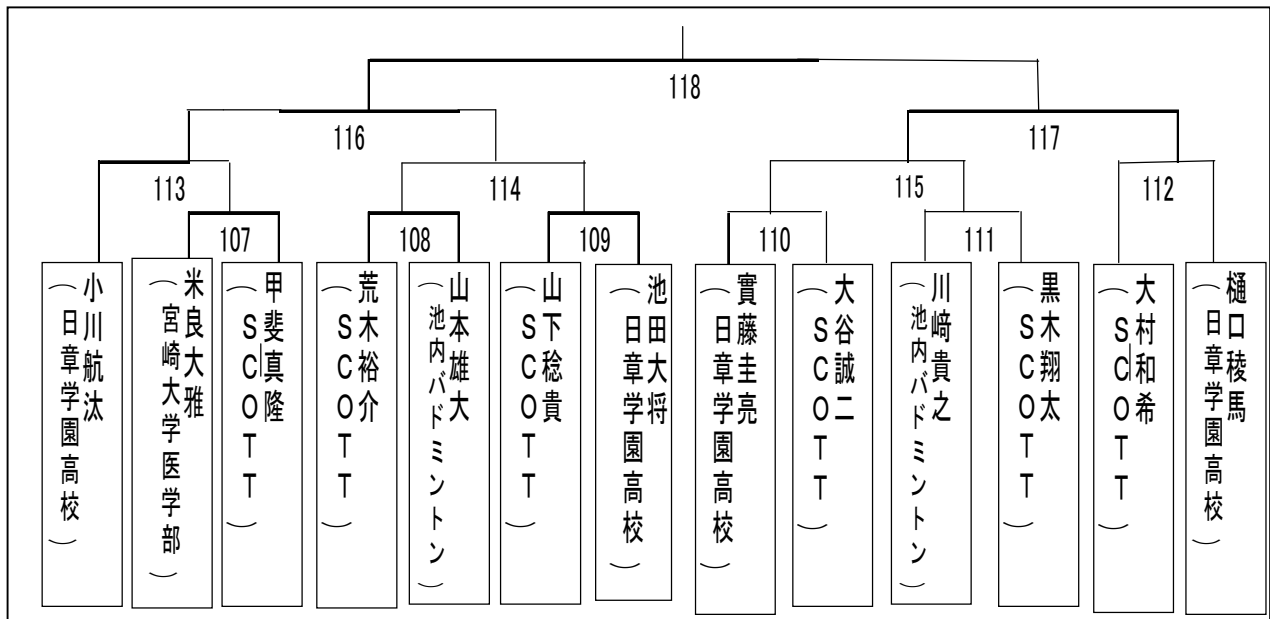 118
116
117
113
114
115
112
107
108
109
110
111
小川航汰
（日章学園高校）
米良大雅
（宮崎大学医学部）
甲斐真隆
（ＳＣＯＴＴ）
荒木裕介
（ＳＣＯＴＴ）
山本雄大
（池内バドミントン）
山下稔貴
（ＳＣＯＴＴ）
池田大将
（日章学園高校）
實藤圭亮
（日章学園高校）
大谷誠二
（ＳＣＯＴＴ）
川﨑貴之
（池内バドミントン）
黒木翔太
（ＳＣＯＴＴ）
大村和希
（ＳＣＯＴＴ）
樋口稜馬
（日章学園高校）